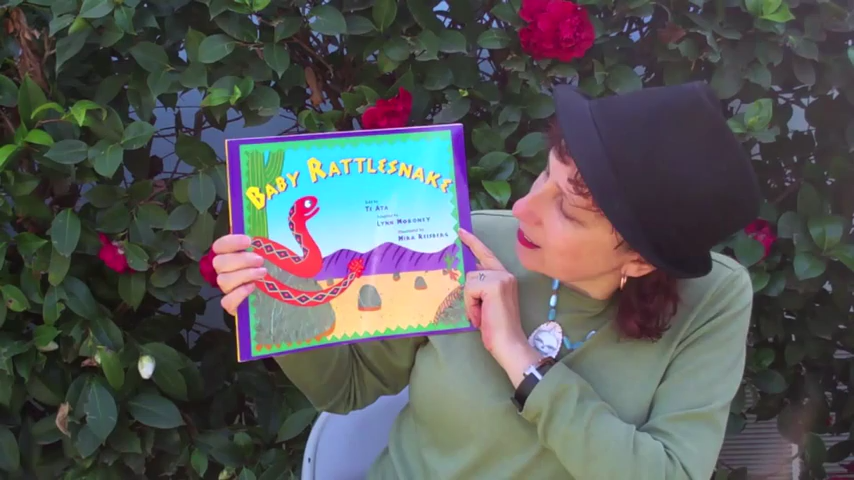 BABY RATTLESNAKE
told by
TE ATA
adapted by
LYNN MORONEY
illustrated by
MIRA REISBERG